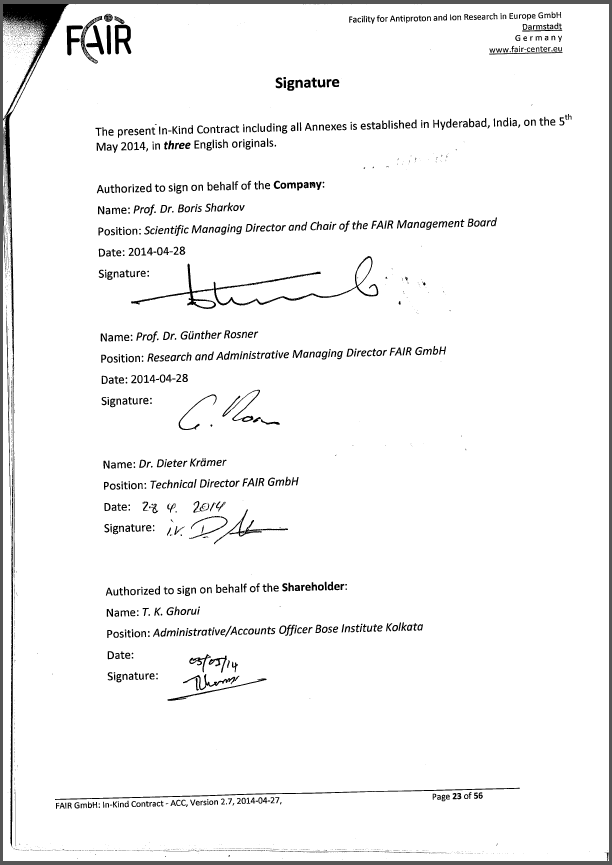 FAIR
Facility for Antiproton and Ion Research in Europe GmbH
Darmstadt
Germany
www.fair-center.eu
Signature
The present In-Kind Contract including all Annexes is established in Hyderabad, India, on the 5th
May 2014, in three English originals.
Authorized to sign on behalf of the Company:
Name: Prof. Dr. Boris Sharkov
Position: Scientific Managing Director and Chair of the FAIR Management Board
Date: 2014-04-28
Signature:
Name: Prof. Dr. Günther Rosner
Position: Research and Administrative Managing Director FAIR GmbH
Date: 2014-04-28
Signature:
Name: Dr. Dieter Krämer
Position: Technical Director FAIR GmbH
Date: 28 4. 2014
Signature: i.V.
Authorized to sign on behalf of the Shareholder:
Name: T. K. Ghorui
Position: Administrative/Accounts Officer Bose Institute Kolkata
Date: 05/05/14
Signature:
FAIR GmbH: In-Kind Contract - ACC, Version 2.7, 2014-04-27,
Page 23 of 56